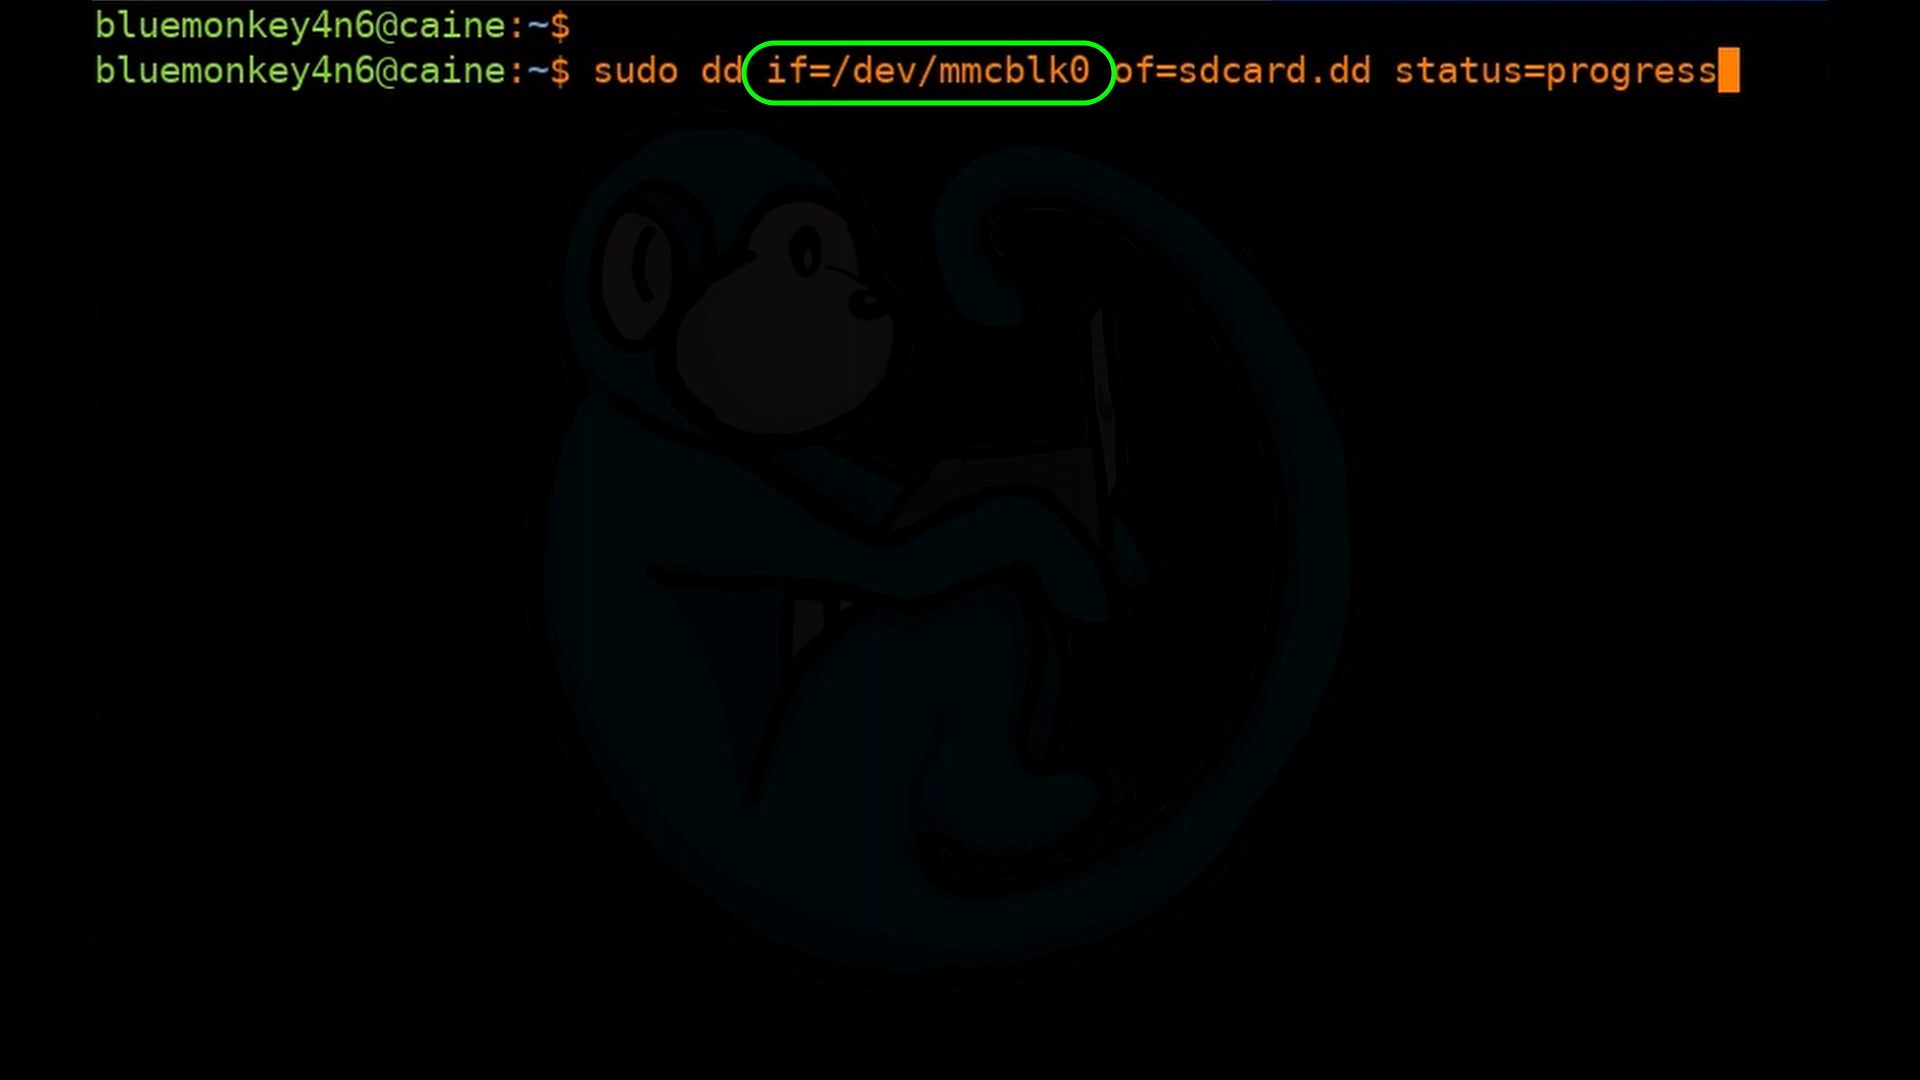 bluemonkey4n6@caine:~$
bluemonkey4n6@caine:~$ sudo dd if=/dev/mmcblk0 of=sdcard.dd status=progress